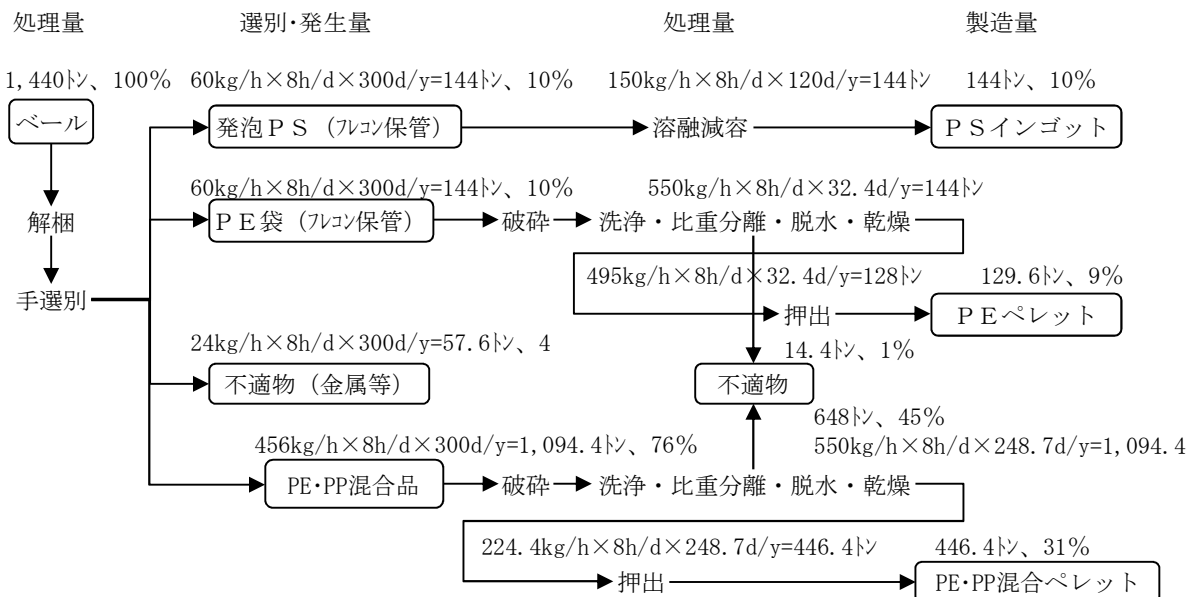 処理量 選別・発生量 処理量 製造量
1,440㌧、100% 60kg/h×8h/d×300d/y=144㌧、10% 150kg/h×8h/d×120d/y=144㌧ 144㌧、10%
ベール 発泡PS（フレコン保管） 溶融減容 PSインゴット
60kg/h×8h/d×300d/y=144㌧、10% 550kg/h×8h/d×32.4d/y=144㌧
解梱 PE袋（フレコン保管） 破砕 洗浄・比重分離・脱水・乾燥
495kg/h×8h/d×32.4d/y=128㌧ 129.6㌧、9%
手選別 押出 PEペレット
24kg/h×8h/d×300d/y=57.6㌧、4 14.4㌧、1%
不適物（金属等） 不適物
648㌧、45%
456kg/h×8h/d×300d/y=1,094.4㌧、76% 550kg/h×8h/d×248.7d/y=1,094.4
PE･PP混合品 破砕 洗浄・比重分離・脱水・乾燥
224.4kg/h×8h/d×248.7d/y=446.4㌧ 446.4㌧、31%
押出 PE･PP混合ペレット